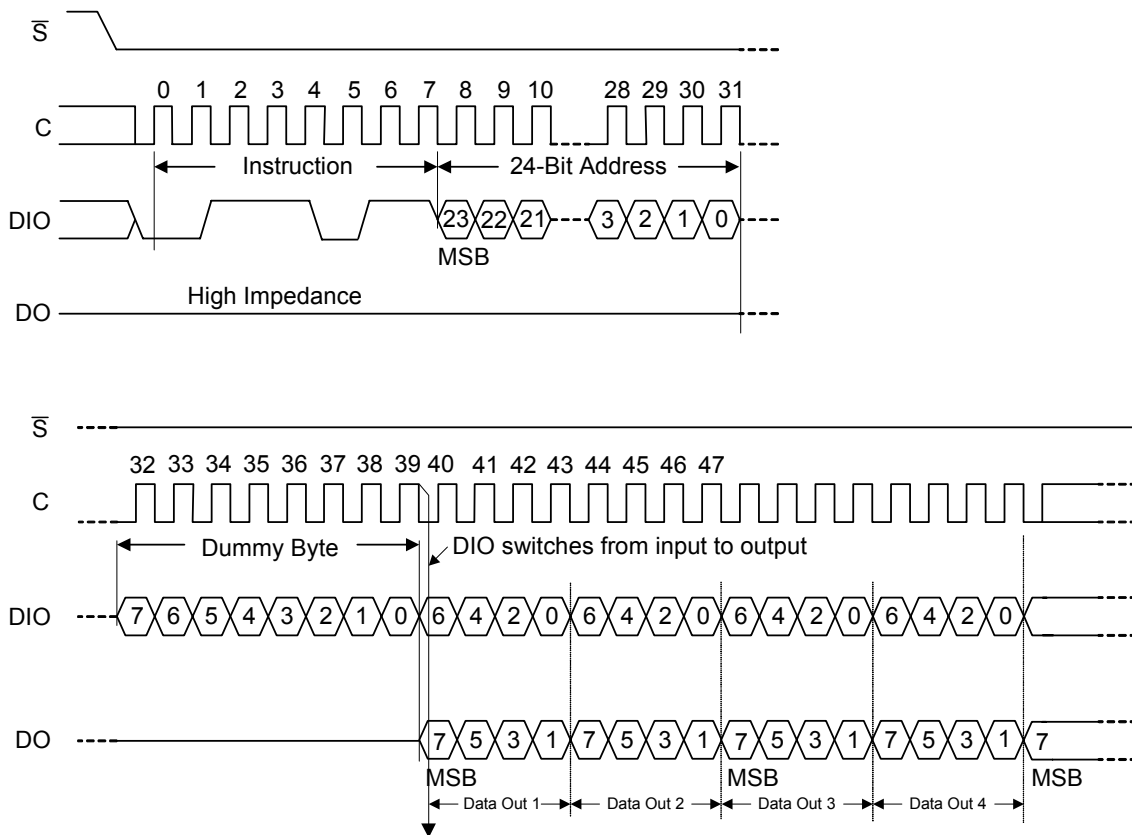 S
0 1 2 3 4 5 6 7 8 9 10 28 29 30 31
C
Instruction 24-Bit Address
DIO 23 22 21 3 2 1 0
MSB
High Impedance
DO
S
32 33 34 35 36 37 38 39 40 41 42 43 44 45 46 47
C
Dummy Byte DIO switches from input to output
DIO 7 6 5 4 3 2 1 0 6 4 2 0 6 4 2 0 6 4 2 0 6 4 2 0
DO 7 5 3 1 7 5 3 1 7 5 3 1 7 5 3 1 7
MSB MSB MSB
Data Out 1 Data Out 2 Data Out 3 Data Out 4